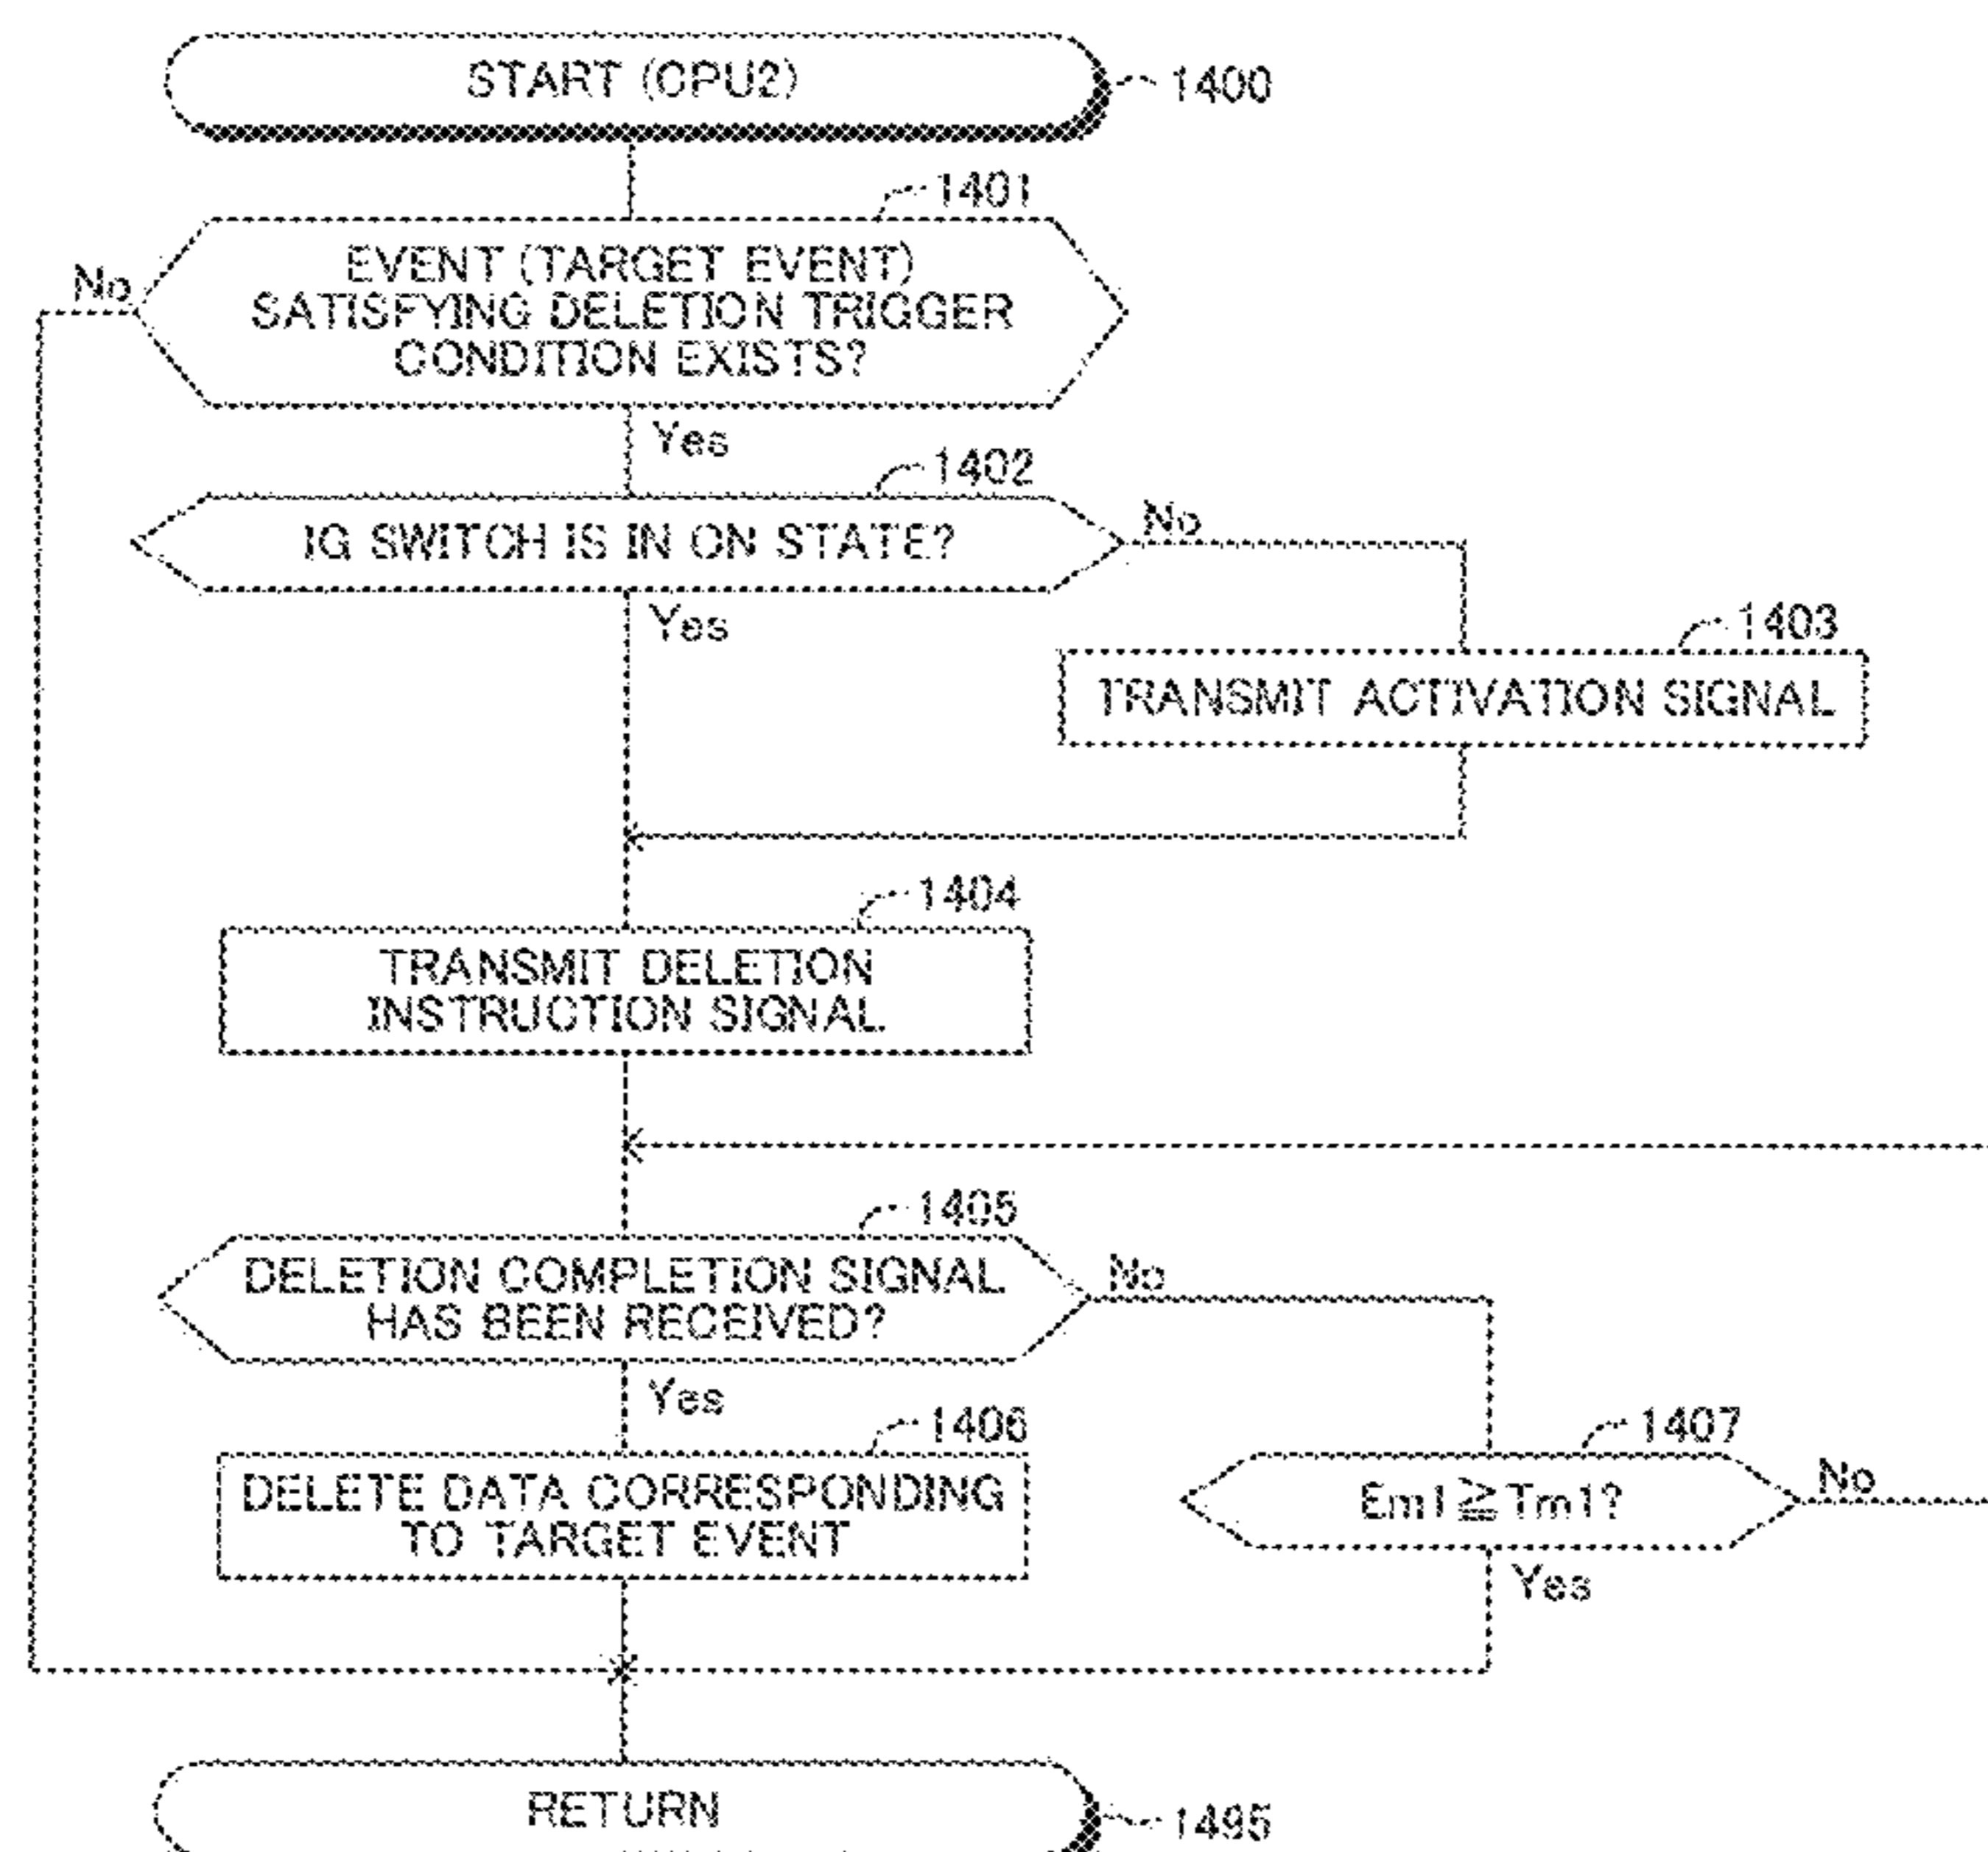 START (CPU2)
1400
1401
EVENT (TARGET EVENT)
SATISFYING DELETION TRIGGER
CONDITION EXISTS?
No
Yes
1402
IG SWITCH IS IN ON STATE?
No
Yes
1403
TRANSMIT ACTIVATION SIGNAL
1404
TRANSMIT DELETION
INSTRUCTION SIGNAL
1405
DELETION COMPLETION SIGNAL
HAS BEEN RECEIVED?
No
Yes
1406
DELETE DATA CORRESPONDING
TO TARGET EVENT
1407
Em1≧Tm1?
No
Yes
RETURN
1495